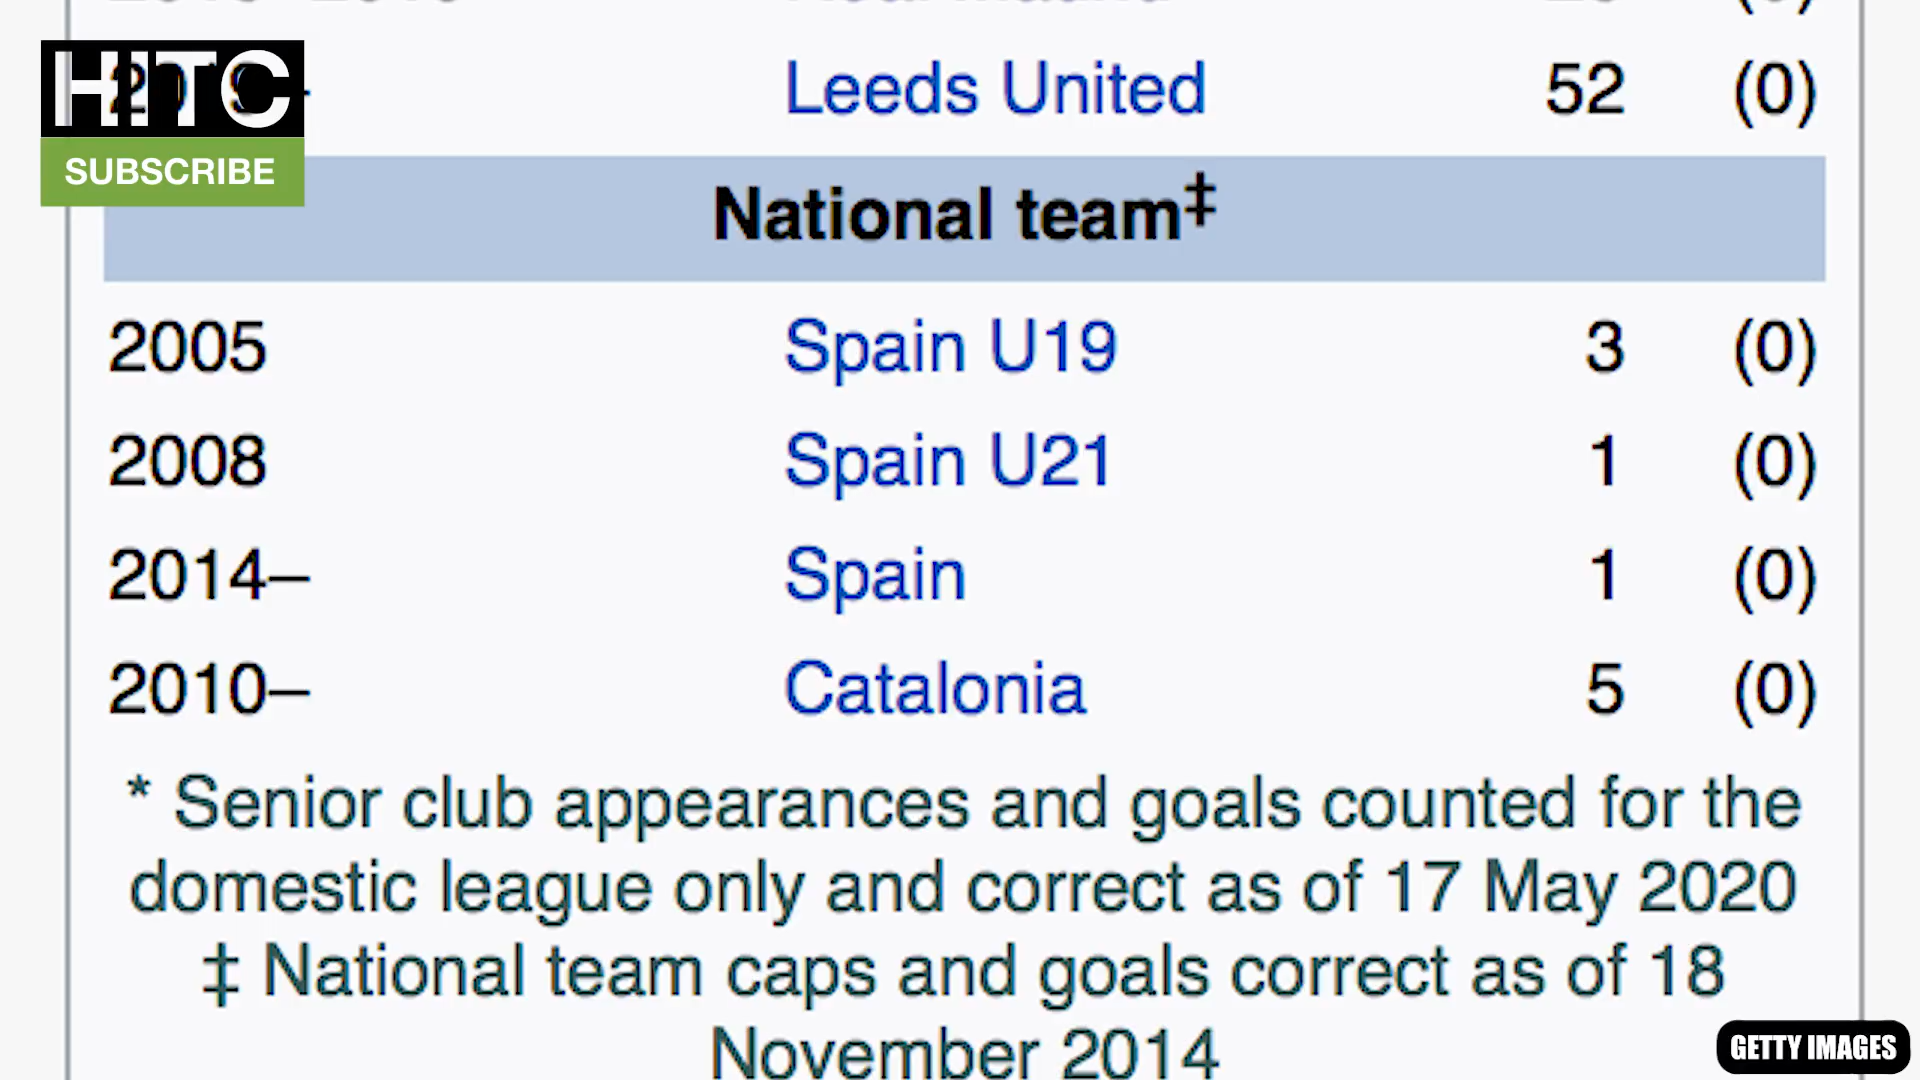 HITC
SUBSCRIBE
Leeds United 52 (0)
National team‡
2005 Spain U19 3 (0)
2008 Spain U21 1 (0)
2014– Spain 1 (0)
2010– Catalonia 5 (0)
* Senior club appearances and goals counted for the
domestic league only and correct as of 17 May 2020
‡ National team caps and goals correct as of 18
November 2014
GETTY IMAGES